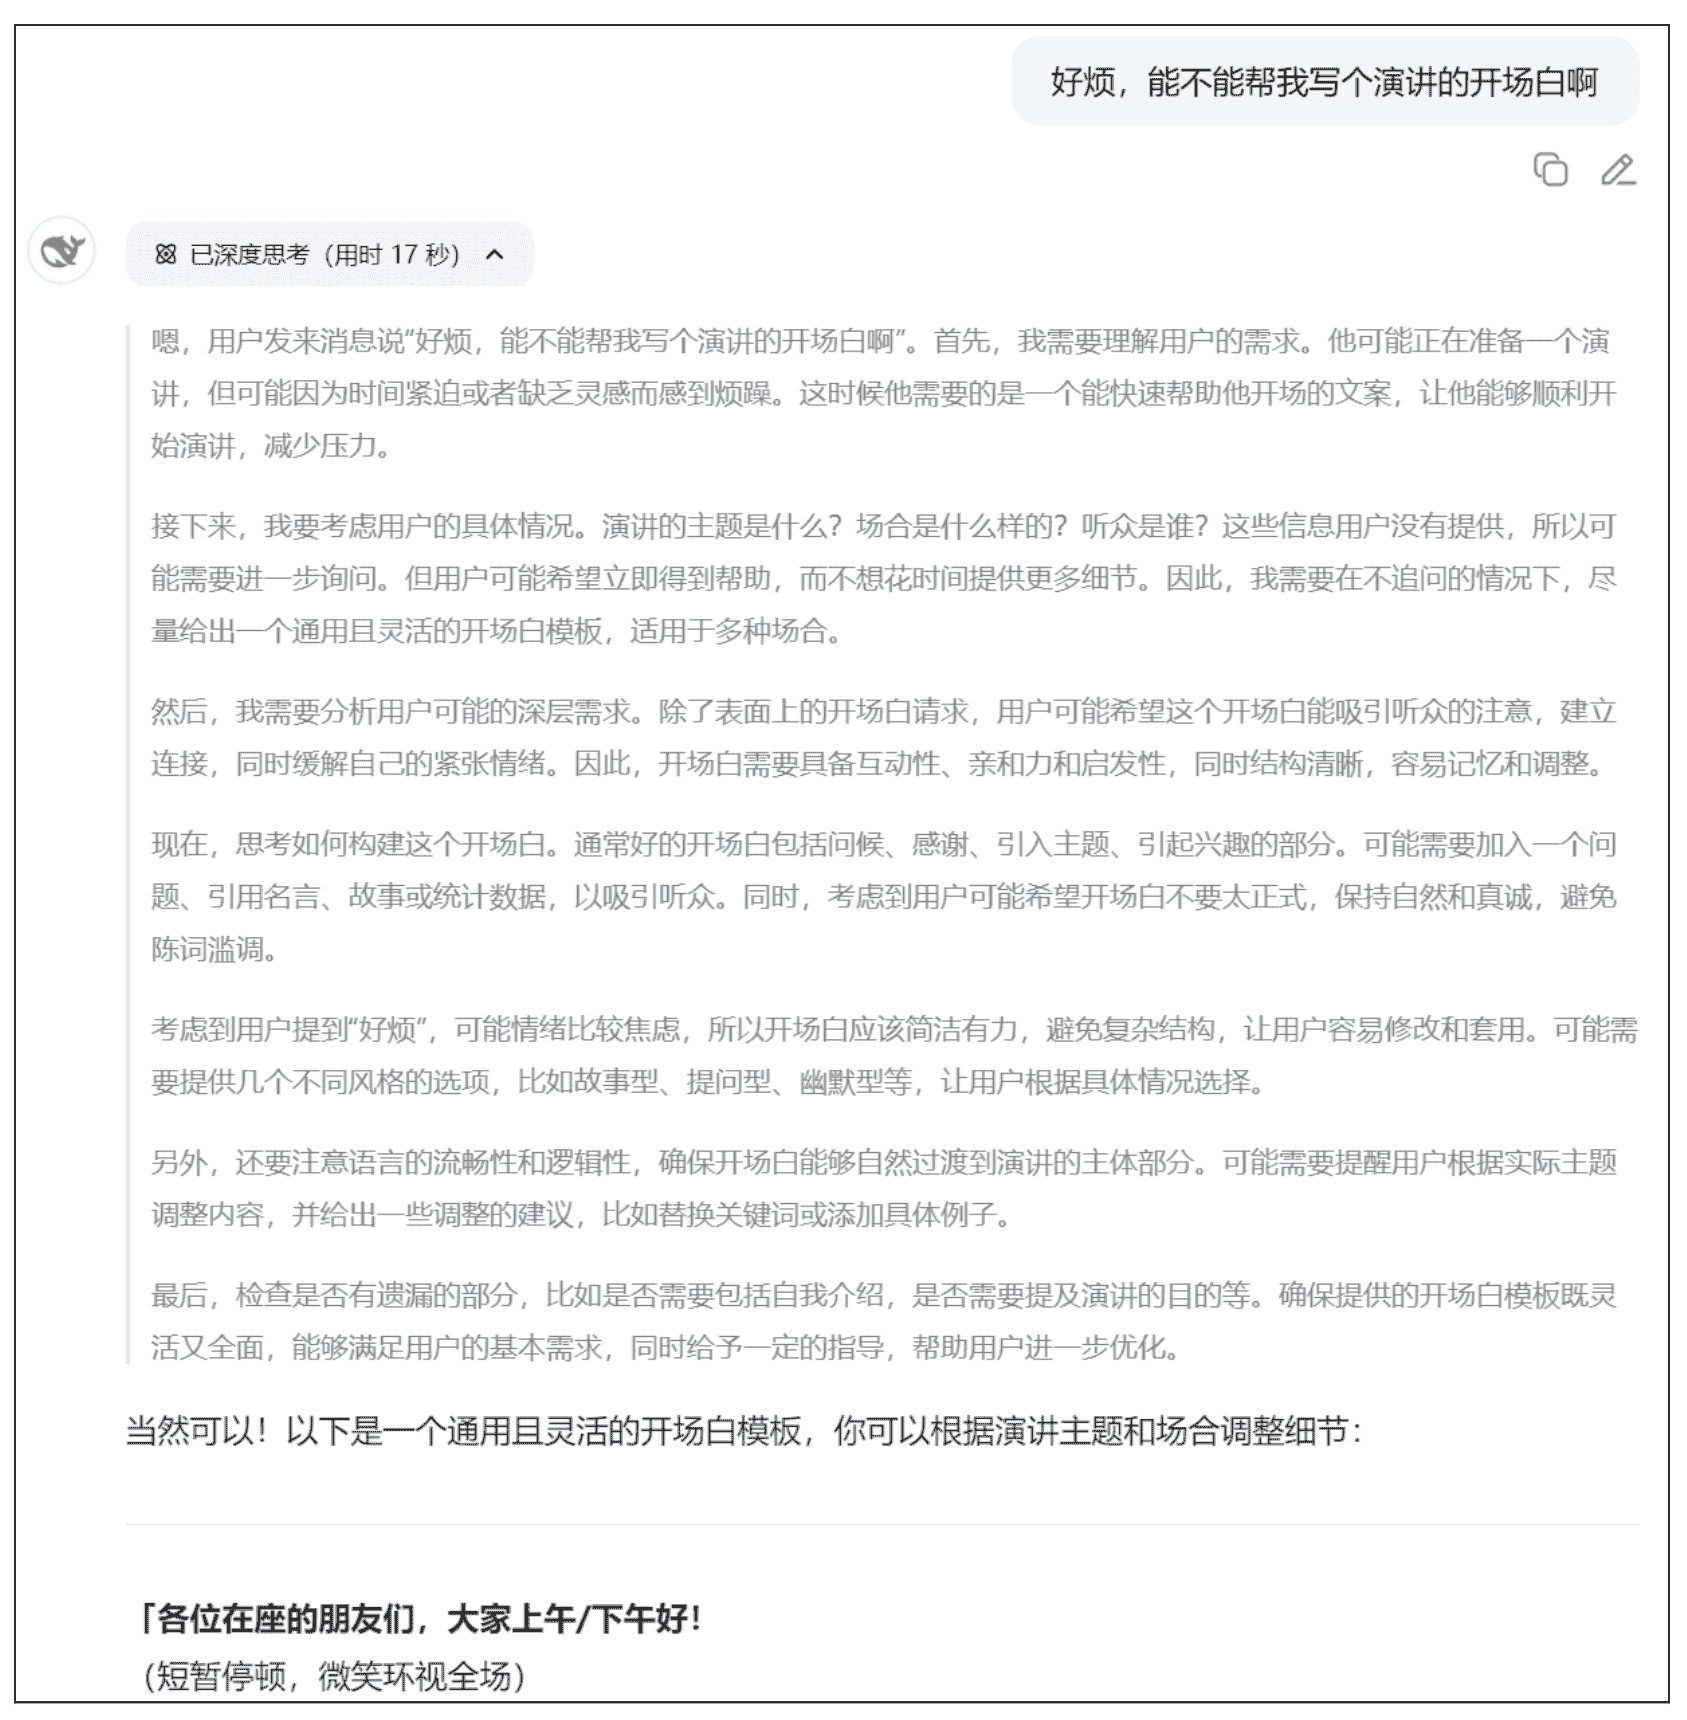 好烦，能不能帮我写个演讲的开场白啊
已深度思考（用时 17 秒）
嗯，用户发来消息说“好烦，能不能帮我写个演讲的开场白啊”。首先，我需要理解用户的需求。他可能正在准备一个演
讲，但可能因为时间紧迫或者缺乏灵感而感到烦躁。这时候他需要的是一个能快速帮助他开场的文案，让他能够顺利开
始演讲，减少压力。
接下来，我要考虑用户的具体情况。演讲的主题是什么？场合是什么样的？听众是谁？这些信息用户没有提供，所以可
能需要进一步询问。但用户可能希望立即得到帮助，而不想花时间提供更多细节。因此，我需要在不追问的情况下，尽
量给出一个通用且灵活的开场白模板，适用于多种场合。
然后，我需要分析用户可能的深层需求。除了表面上的开场白请求，用户可能希望这个开场白能吸引听众的注意，建立
连接，同时缓解自己的紧张情绪。因此，开场白需要具备互动性、亲和力和启发性，同时结构清晰，容易记忆和调整。
现在，思考如何构建这个开场白。通常好的开场白包括问候、感谢、引入主题、引起兴趣的部分。可能需要加入一个问
题、引用名言、故事或统计数据，以吸引听众。同时，考虑到用户可能希望开场白不要太正式，保持自然和真诚，避免
陈词滥调。
考虑到用户提到“好烦”，可能情绪比较焦虑，所以开场白应该简洁有力，避免复杂结构，让用户容易修改和套用。可能需
要提供几个不同风格的选项，比如故事型、提问型、幽默型等，让用户根据具体情况选择。
另外，还要注意语言的流畅性和逻辑性，确保开场白能够自然过渡到演讲的主体部分。可能需要提醒用户根据实际主题
调整内容，并给出一些调整的建议，比如替换关键词或添加具体例子。
最后，检查是否有遗漏的部分，比如是否需要包括自我介绍，是否需要提及演讲的目的等。确保提供的开场白模板既灵
活又全面，能够满足用户的基本需求，同时给予一定的指导，帮助用户进一步优化。
当然可以！以下是一个通用且灵活的开场白模板，你可以根据演讲主题和场合调整细节：
「各位在座的朋友们，大家上午/下午好！
（短暂停顿，微笑环视全场）